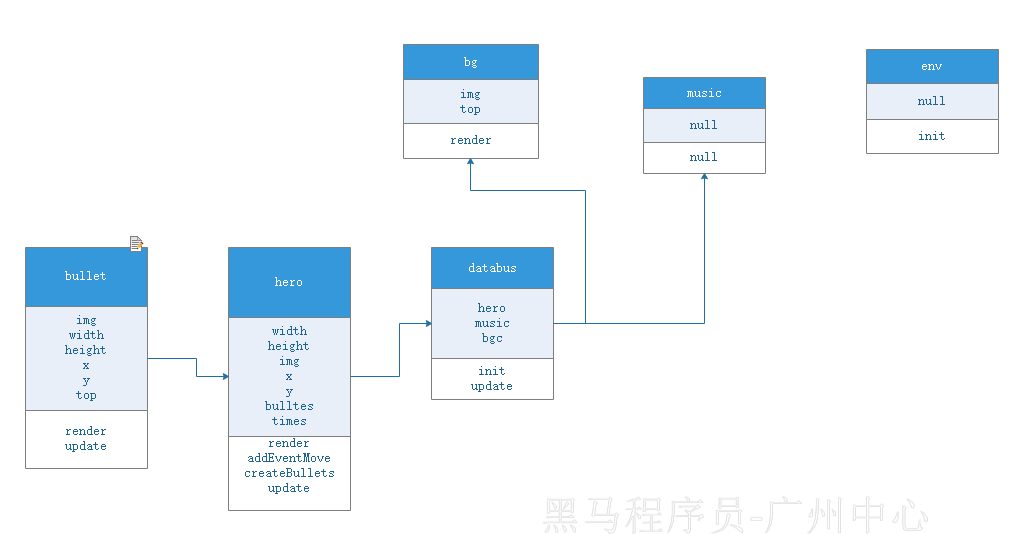 bg
img
top
render
music
null
null
env
null
init
bullet
img
width
height
x
y
top
render
update
hero
width
height
img
x
y
bulltes
times
render
addEventMove
createBullets
update
databus
hero
music
bgc
init
update
黑马程序员-广州中心